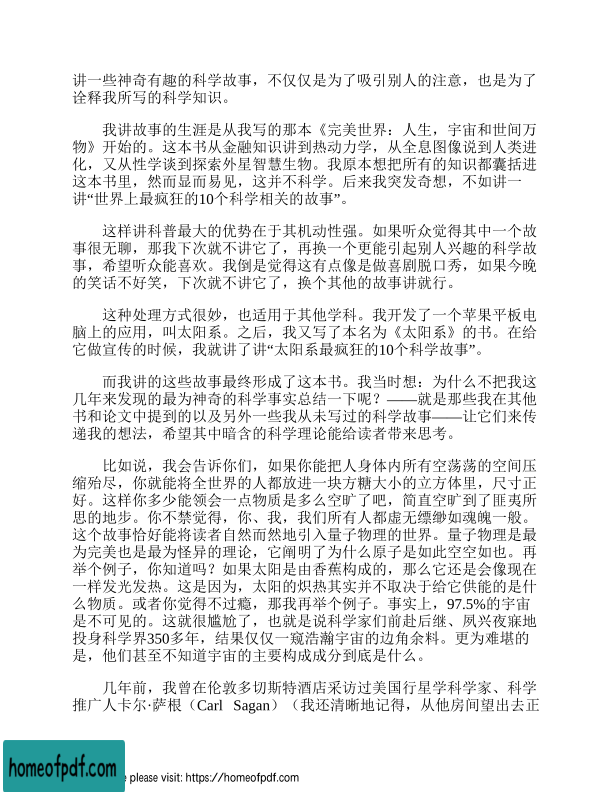 讲一些神奇有趣的科学故事，不仅仅是为了吸引别人的注意，也是为了
诠释我所写的科学知识。
我讲故事的生涯是从我写的那本《完美世界：人生，宇宙和世间万
物》开始的。这本书从金融知识讲到热动力学，从全息图像说到人类进
化，又从性学谈到探索外星智慧生物。我原本想把所有的知识都囊括进
这本书里，然而显而易见，这并不科学。后来我突发奇想，不如讲一
讲“世界上最疯狂的10个科学相关的故事”。
这样讲科普最大的优势在于其机动性强。如果听众觉得其中一个故
事很无聊，那我下次就不讲它了，再换一个更能引起别人兴趣的科学故
事，希望听众能喜欢。我倒是觉得这有点像是做喜剧脱口秀，如果今晚
的笑话不好笑，下次就不讲它了，换个其他的故事讲就行。
这种处理方式很妙，也适用于其他学科。我开发了一个苹果平板电
脑上的应用，叫太阳系。之后，我又写了本名为《太阳系》的书。在给
它做宣传的时候，我就讲了讲“太阳系最疯狂的10个科学故事”。
而我讲的这些故事最终形成了这本书。我当时想：为什么不把我这
几年来发现的最为神奇的科学事实总结一下呢？——就是那些我在其他
书和论文中提到的以及另外一些我从未写过的科学故事——让它们来传
递我的想法，希望其中暗含的科学理论能给读者带来思考。
比如说，我会告诉你们，如果你能把人身体内所有空荡荡的空间压
缩殆尽，你就能将全世界的人都放进一块方糖大小的立方体里，尺寸正
好。这样你多少能领会一点物质是多么空旷了吧，简直空旷到了匪夷所
思的地步。你不禁觉得，你、我，我们所有人都虚无缥缈如魂魄一般。
这个故事恰好能将读者自然而然地引入量子物理的世界。量子物理是最
为完美也是最为怪异的理论，它阐明了为什么原子是如此空空如也。再
举个例子，你知道吗？如果太阳是由香蕉构成的，那么它还是会像现在
一样发光发热。这是因为，太阳的炽热其实并不取决于给它供能的是什
么物质。或者你觉得不过瘾，那我再举个例子。事实上，97.5%的宇宙
是不可见的。这就很尴尬了，也就是说科学家们前赴后继、夙兴夜寐地
投身科学界350多年，结果仅仅一窥浩瀚宇宙的边角余料。更为难堪的
是，他们甚至不知道宇宙的主要构成成分到底是什么。
几年前，我曾在伦敦多切斯特酒店采访过美国行星学科学家、科学
推广人卡尔·萨根（Carl Sagan）（我还清晰地记得，从他房间望出去正
homeofpdf.com
please visit: https://homeofpdf.com